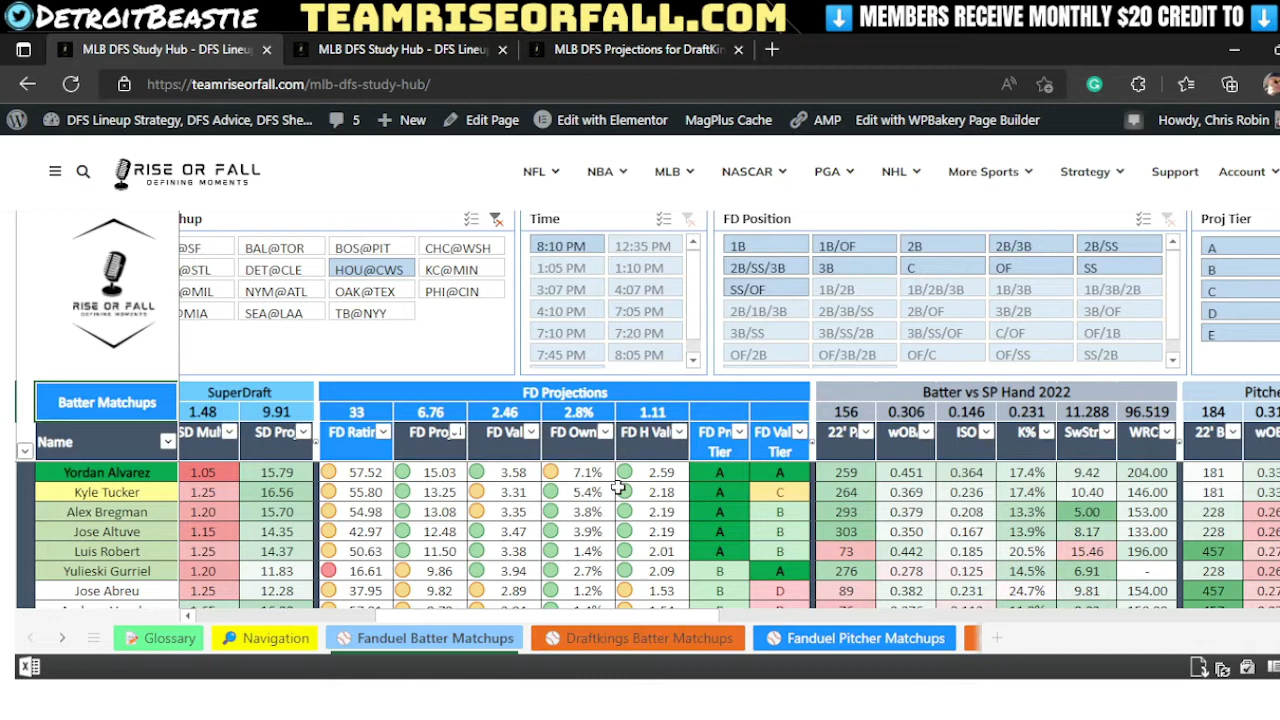 DETROITBEASTIE
TEAMRISEORFALL.COM
MEMBERS RECEIVE MONTHLY $20 CREDIT TO
MLB DFS Study Hub - DFS Lineu
MLB DFS Study Hub - DFS Lineu
MLB DFS Projections for DraftKin
https://teamriseorfall.com/mlb-dfs-study-hub/
DFS Lineup Strategy, DFS Advice, DFS She...
5
New
Edit Page
Edit with Elementor
MagPlus Cache
AMP
Edit with WPBakery Page Builder
Howdy, Chris Robin
RISE OR FALL
DEFINING MOMENTS
NFL NBA MLB NASCAR PGA NHL More Sports Strategy Support Account
hup Time FD Position Proj Tier
@SF BAL@TOR BOS@PIT CHC@WSH 8:10 PM 12:35 PM 1B 1B/OF 2B 2B/3B 2B/SS A
@STL DET@CLE HOU@CWS KC@MIN 1:05 PM 1:10 PM 2B/SS/3B 3B C OF SS B
@MIL NYM@ATL OAK@TEX PHI@CIN 3:07 PM 4:07 PM SS/OF 1B/2B 1B/2B/3B 1B/3B 1B/3B/2B C
MIA SEA@LAA TB@NYY 4:10 PM 7:05 PM 2B/1B/3B 2B/3B/SS 2B/OF 3B/2B 3B/OF D
7:10 PM 7:20 PM 3B/SS 3B/SS/2B 3B/SS/OF C/OF OF/1B E
7:45 PM 8:05 PM OF/2B OF/3B/2B OF/C OF/SS SS/2B
RISE OR FALL
DEFINING MOMENTS
Batter Matchups SuperDraft FD Projections Batter vs SP Hand 2022 Pitche
1.48 9.91 33 6.76 2.46 2.8% 1.11 156 0.306 0.146 0.231 11.288 96.519 184
Name SD Mul SD Pro FD Ratin FD Pro FD Val FD Own FD H Val FD Pr Tier FD Val Tier 22' P wOB ISO K% SwStr WRC 22' B
Yordan Alvarez 1.05 15.79 57.52 15.03 3.58 7.1% 2.59 A A 259 0.451 0.364 17.4% 9.42 204.00 181
Kyle Tucker 1.25 16.56 55.80 13.25 3.31 5.4% 2.18 A C 264 0.369 0.236 17.4% 10.40 146.00 181
Alex Bregman 1.20 15.70 54.98 13.08 3.35 3.8% 2.19 A B 293 0.379 0.208 13.3% 5.00 153.00 228
Jose Altuve 1.15 14.35 42.97 12.48 3.47 3.9% 2.19 A B 303 0.350 0.167 13.9% 8.17 133.00 228
Luis Robert 1.25 14.37 50.63 11.50 3.38 1.4% 2.01 A B 73 0.442 0.185 20.5% 15.46 196.00 457
Yulieski Gurriel 1.20 11.83 16.61 9.86 3.94 2.7% 2.09 B A 276 0.278 0.125 14.5% 6.91 - 228
Jose Abreu 1.25 12.28 37.95 9.82 2.89 1.2% 1.53 B D 89 0.382 0.231 24.7% 9.81 154.00 457
Glossary Navigation Fanduel Batter Matchups Draftkings Batter Matchups Fanduel Pitcher Matchups